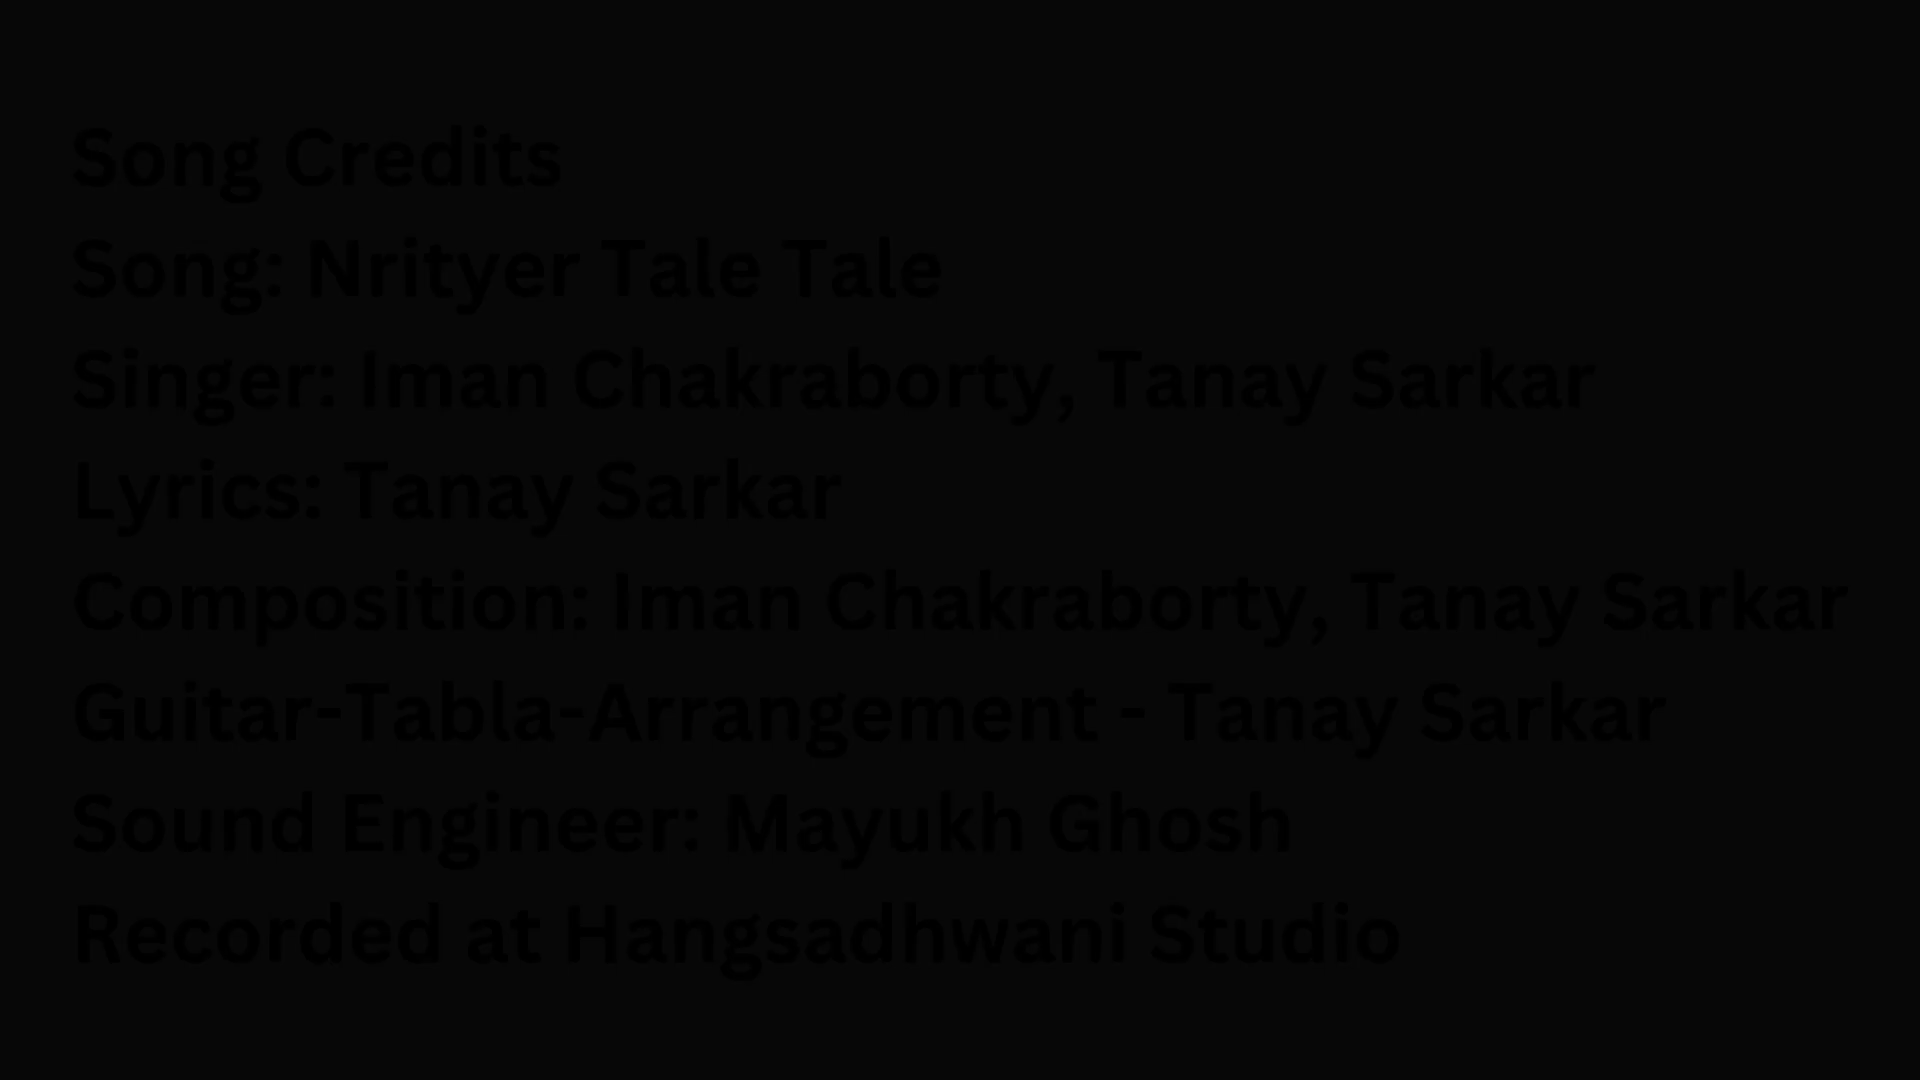 Song Credits
Song: Nrityer Tale Tale
Singer: Iman Chakraborty, Tanay Sarkar
Lyrics: Tanay Sarkar
Composition: Iman Chakraborty, Tanay Sarkar
Guitar-Tabla-Arrangement - Tanay Sarkar
Sound Engineer: Mayukh Ghosh
Recorded at Hangsadhwani Studio